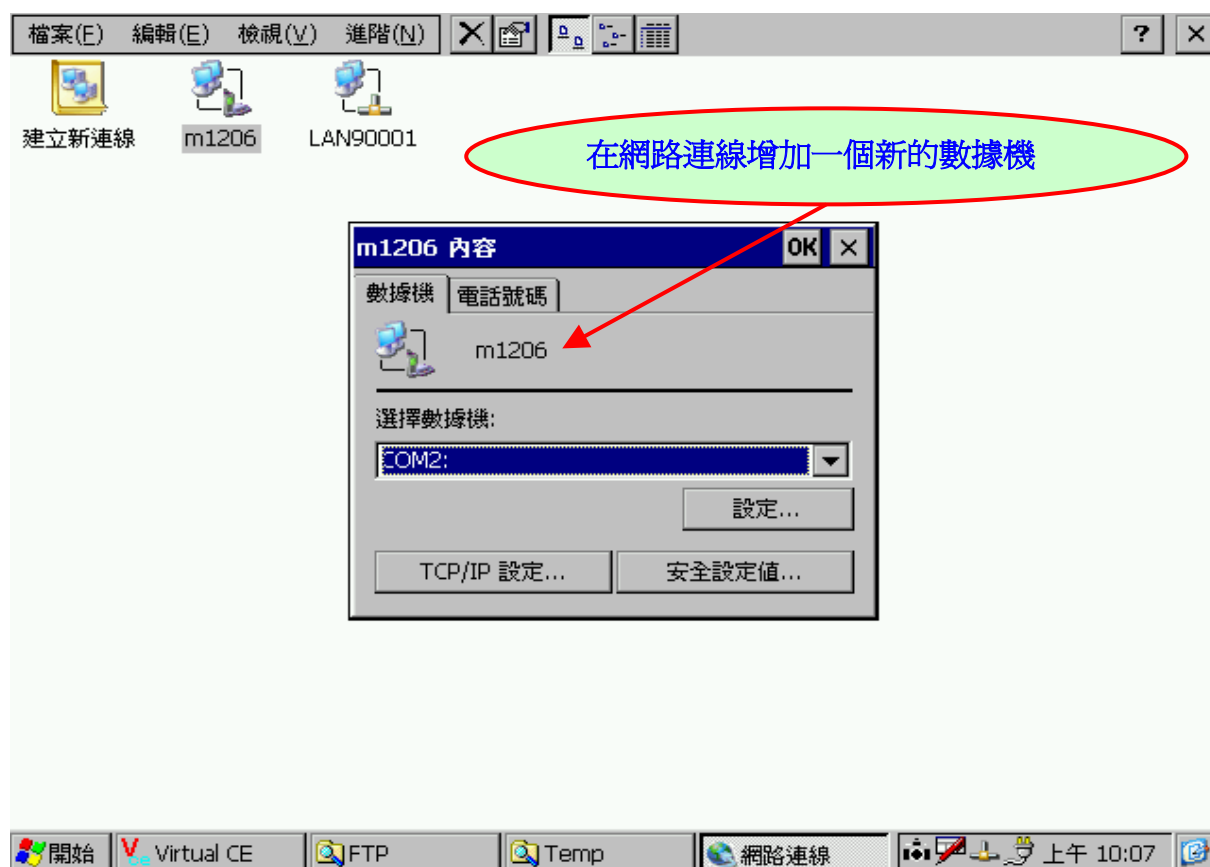 檔案(F) 編輯(E) 檢視(V) 進階(N) ?
建立新連線 m1206 LAN90001
在網路連線增加一個新的數據機
m1206 內容 OK
數據機 電話號碼
m1206
選擇數據機:
COM2:
設定...
TCP/IP 設定... 安全設定值...
開始 Virtual CE FTP Temp 網路連線 上午 10:07